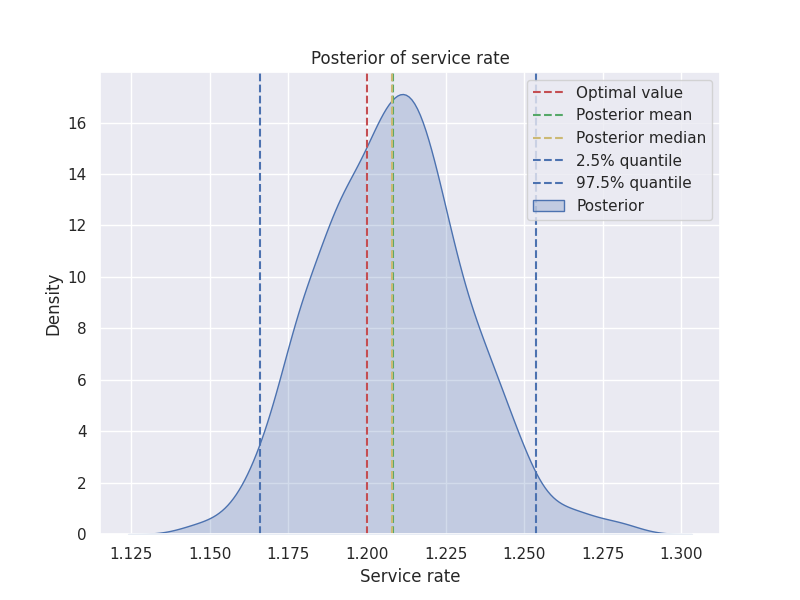 Posterior of service rate
Optimal value
Posterior mean
Posterior median
2.5% quantile
97.5% quantile
Posterior
Density
16
14
12
10
8
6
4
2
0
1.125 1.150 1.175 1.200 1.225 1.250 1.275 1.300
Service rate